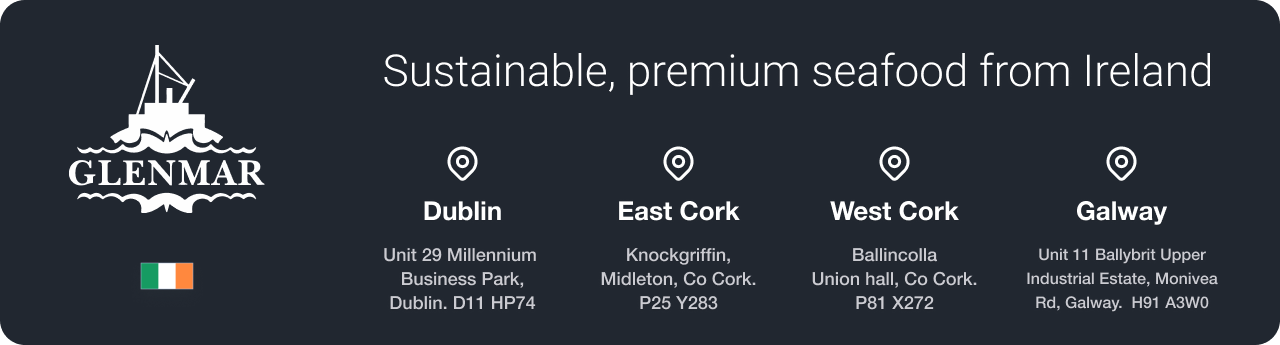 Sustainable, premium seafood from Ireland
GLENMAR
Dublin
Unit 29 Millennium
Business Park,
Dublin. D11 HP74
East Cork
Knockgriffin,
Midleton, Co Cork.
P25 Y283
West Cork
Ballincolla
Union hall, Co Cork.
P81 X272
Galway
Unit 11 Ballybrit Upper
Industrial Estate, Monivea
Rd, Galway. H91 A3W0